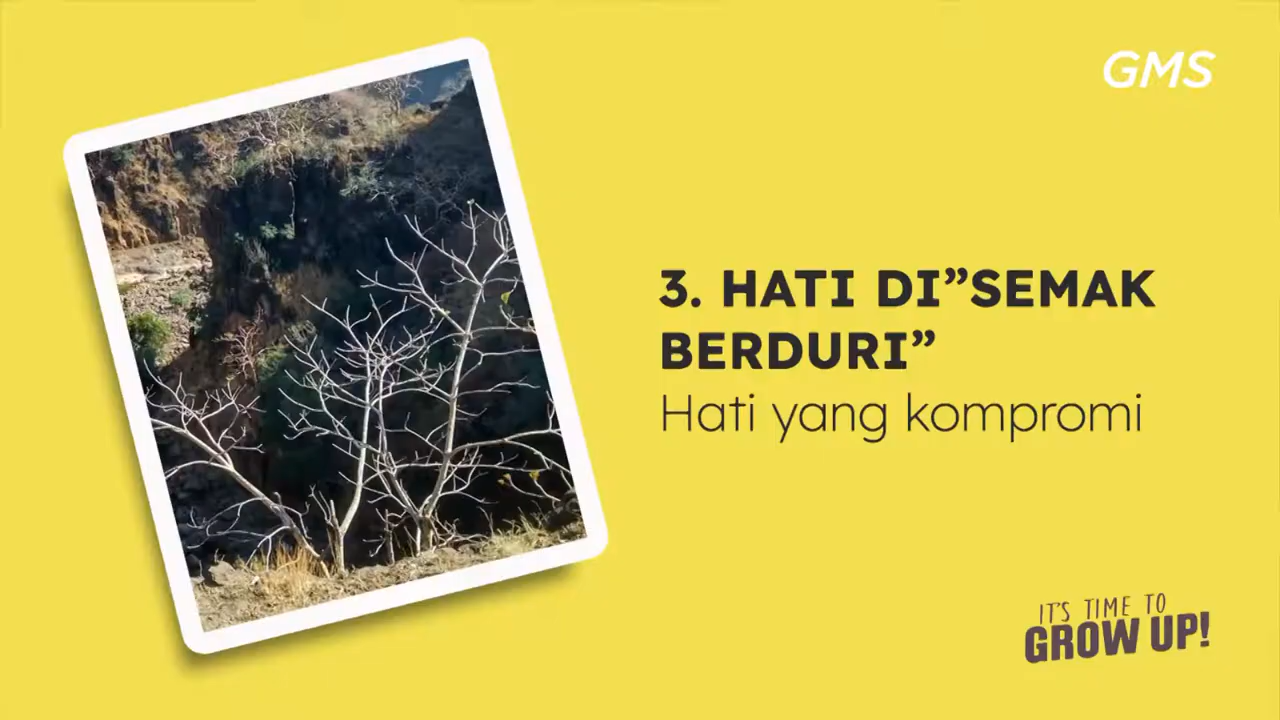 GMS
3. HATI DI”SEMAK
BERDURI”
Hati yang kompromi
IT'S TIME TO
GROW UP!